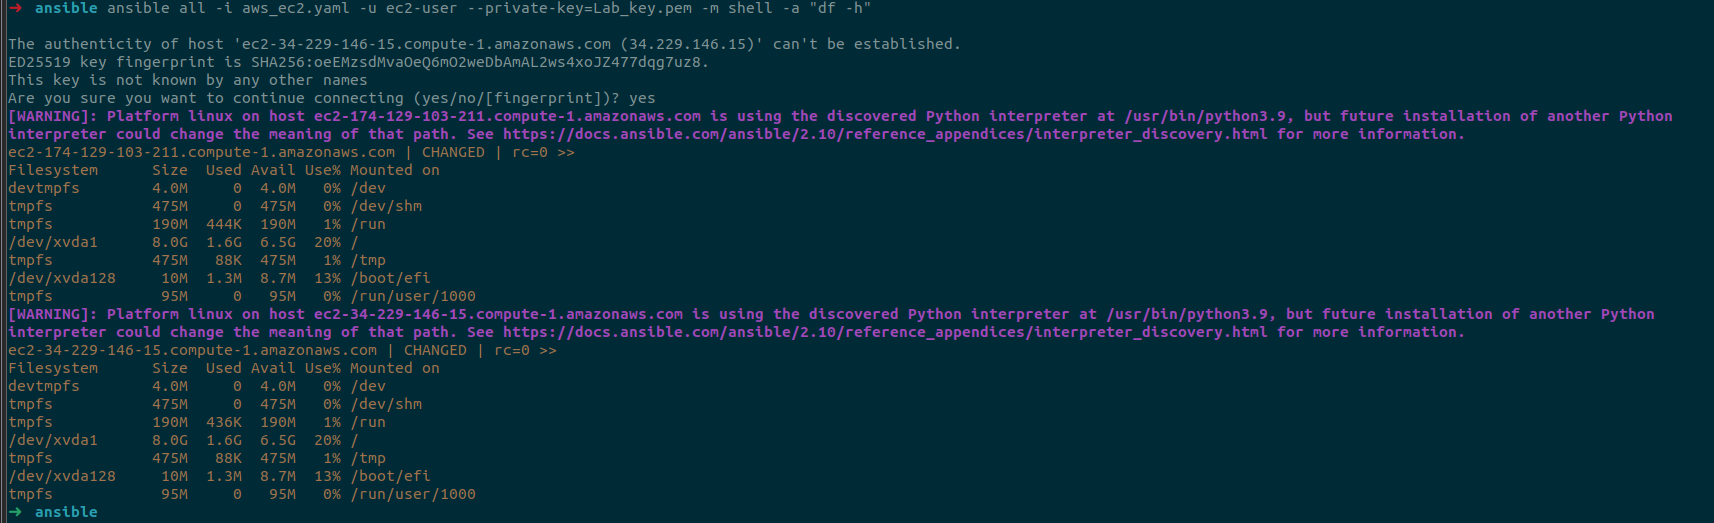 ➜  ansible ansible all -i aws_ec2.yaml -u ec2-user --private-key=Lab_key.pem -m shell -a "df -h"
The authenticity of host 'ec2-34-229-146-15.compute-1.amazonaws.com (34.229.146.15)' can't be established.
ED25519 key fingerprint is SHA256:oeEMzsdMvaOeQ6mO2weDbAmAL2ws4xoJZ477dqg7uz8.
This key is not known by any other names
Are you sure you want to continue connecting (yes/no/[fingerprint])? yes
[WARNING]: Platform linux on host ec2-174-129-103-211.compute-1.amazonaws.com is using the discovered Python interpreter at /usr/bin/python3.9, but future installation of another Python
interpreter could change the meaning of that path. See https://docs.ansible.com/ansible/2.10/reference_appendices/interpreter_discovery.html for more information.
ec2-174-129-103-211.compute-1.amazonaws.com | CHANGED | rc=0 >>
Filesystem      Size  Used Avail Use% Mounted on
devtmpfs        4.0M     0  4.0M   0% /dev
tmpfs           475M     0  475M   0% /dev/shm
tmpfs           190M  444K  190M   1% /run
/dev/xvda1      8.0G  1.6G  6.5G  20% /
tmpfs           475M   88K  475M   1% /tmp
/dev/xvda128     10M  1.3M  8.7M  13% /boot/efi
tmpfs            95M     0   95M   0% /run/user/1000
[WARNING]: Platform linux on host ec2-34-229-146-15.compute-1.amazonaws.com is using the discovered Python interpreter at /usr/bin/python3.9, but future installation of another Python
interpreter could change the meaning of that path. See https://docs.ansible.com/ansible/2.10/reference_appendices/interpreter_discovery.html for more information.
ec2-34-229-146-15.compute-1.amazonaws.com | CHANGED | rc=0 >>
Filesystem      Size  Used Avail Use% Mounted on
devtmpfs        4.0M     0  4.0M   0% /dev
tmpfs           475M     0  475M   0% /dev/shm
tmpfs           190M  436K  190M   1% /run
/dev/xvda1      8.0G  1.6G  6.5G  20% /
tmpfs           475M   88K  475M   1% /tmp
/dev/xvda128     10M  1.3M  8.7M  13% /boot/efi
tmpfs            95M     0   95M   0% /run/user/1000
➜  ansible